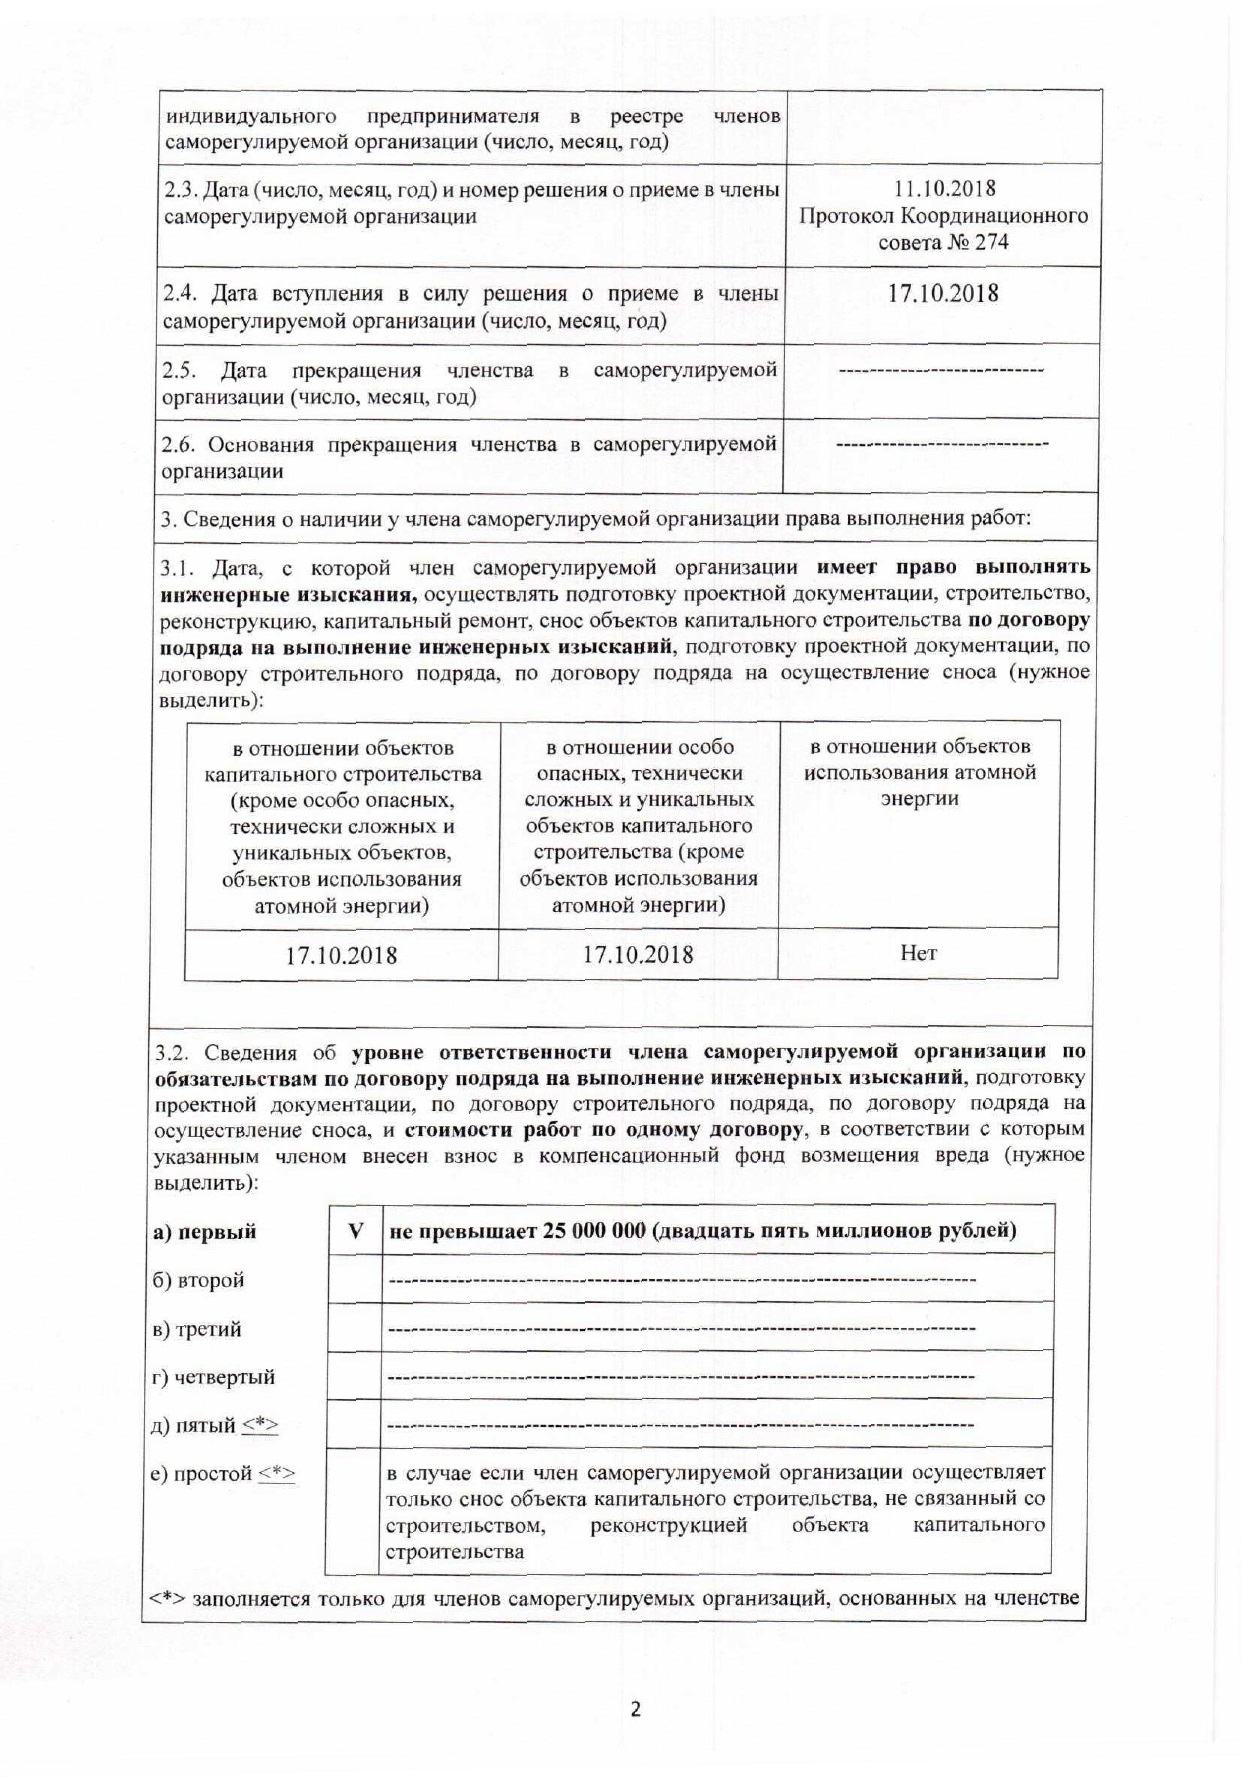 индивидуального предпринимателя в реестре членов
саморегулируемой организации (число, месяц, год)
2.3. Дата (число, месяц, год) и номер решения о приеме в члены
саморегулируемой организации
11.10.2018
Протокол Координационного
совета № 274
2.4. Дата вступления в силу решения о приеме в члены
саморегулируемой организации (число, месяц, год)
17.10.2018
2.5. Дата прекращения членства в саморегулируемой
организации (число, месяц, год)
---------------------------
2.6. Основания прекращения членства в саморегулируемой
организации
----------------------------
3. Сведения о наличии у члена саморегулируемой организации права выполнения работ:
3.1. Дата, с которой член саморегулируемой организации имеет право выполнять
инженерные изыскания, осуществлять подготовку проектной документации, строительство,
реконструкцию, капитальный ремонт, снос объектов капитального строительства по договору
подряда на выполнение инженерных изысканий, подготовку проектной документации, по
договору строительного подряда, по договору подряда на осуществление сноса (нужное
выделить):
в отношении объектов
капитального строительства
(кроме особо опасных,
технически сложных и
уникальных объектов,
объектов использования
атомной энергии)
в отношении особо
опасных, технически
сложных и уникальных
объектов капитального
строительства (кроме
объектов использования
атомной энергии)
в отношении объектов
использования атомной
энергии
17.10.2018
17.10.2018
Нет
3.2. Сведения об уровне ответственности члена саморегулируемой организации по
обязательствам по договору подряда на выполнение инженерных изысканий, подготовку
проектной документации, по договору строительного подряда, по договору подряда на
осуществление сноса, и стоимости работ по одному договору, в соответствии с которым
указанным членом внесен взнос в компенсационный фонд возмещения вреда (нужное
выделить):
а) первый V не превышает 25 000 000 (двадцать пять миллионов рублей)
б) второй -----------------------------------------------------------------------------
в) третий -----------------------------------------------------------------------------
г) четвертый -----------------------------------------------------------------------------
д) пятый <*> -----------------------------------------------------------------------------
е) простой <*> в случае если член саморегулируемой организации осуществляет
только снос объекта капитального строительства, не связанный со
строительством, реконструкцией объекта капитального
строительства
<*> заполняется только для членов саморегулируемых организаций, основанных на членстве
2